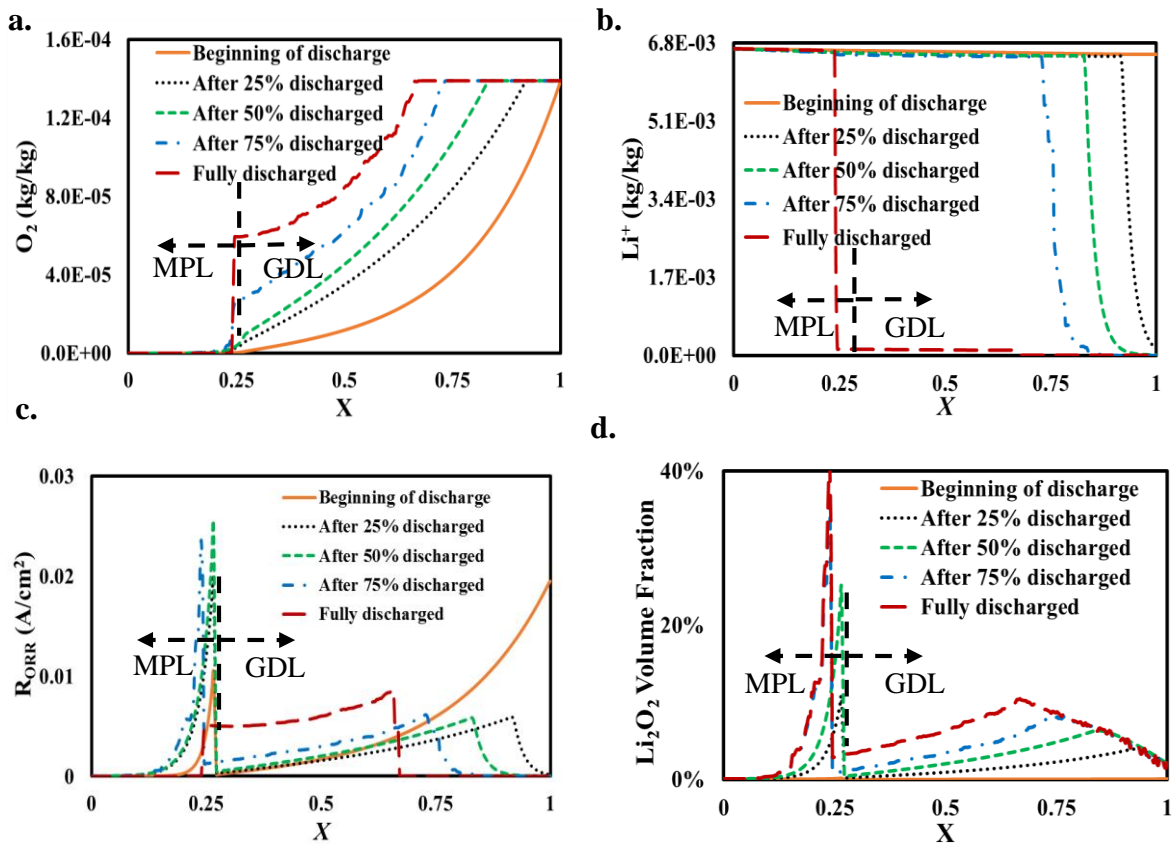 a.
O₂ (kg/kg)
1.6E-04
1.2E-04
8.0E-05
4.0E-05
0.0E+00
Beginning of discharge
After 25% discharged
After 50% discharged
After 75% discharged
Fully discharged
MPL
GDL
0 0.25 0.5 0.75 1
X
b.
Li⁺ (kg/kg)
6.8E-03
5.1E-03
3.4E-03
1.7E-03
0.0E+00
Beginning of discharge
After 25% discharged
After 50% discharged
After 75% discharged
Fully discharged
MPL
GDL
0 0.25 0.5 0.75 1
X
c.
R_ORR (A/cm²)
0.03
0.02
0.01
0
Beginning of discharge
After 25% discharged
After 50% discharged
After 75% discharged
Fully discharged
MPL
GDL
0 0.25 0.5 0.75 1
X
d.
Li₂O₂ Volume Fraction
40%
20%
0%
Beginning of discharge
After 25% discharged
After 50% discharged
After 75% discharged
Fully discharged
MPL
GDL
0 0.25 0.5 0.75 1
X